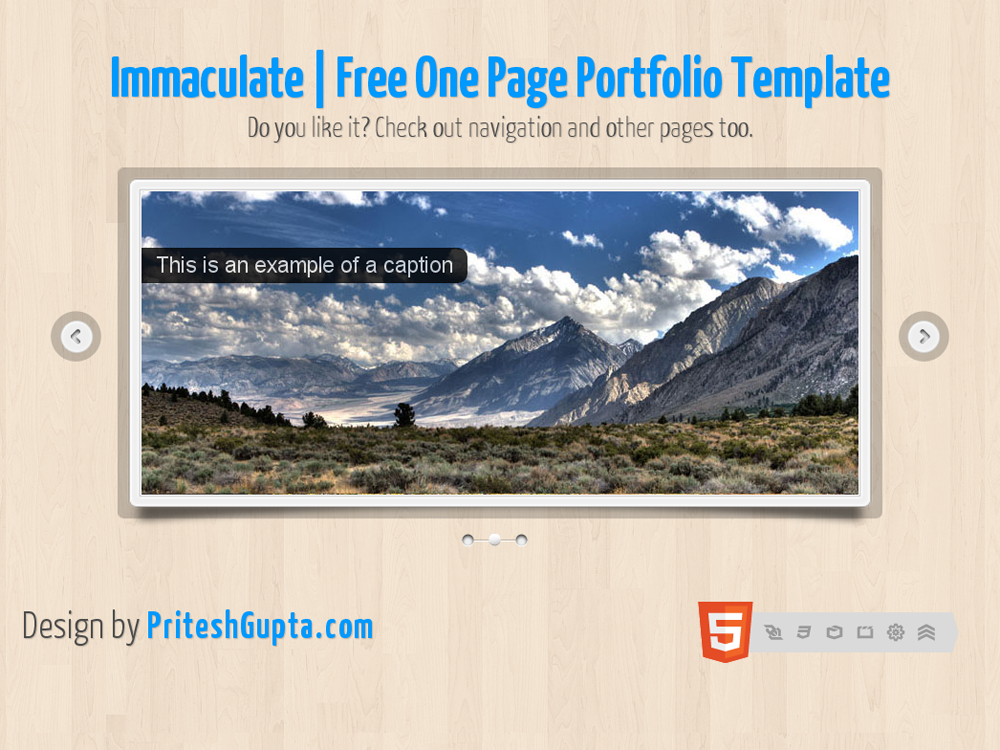 Immaculate | Free One Page Portfolio Template
Do you like it? Check out navigation and other pages too.
This is an example of a caption
Design by PriteshGupta.com